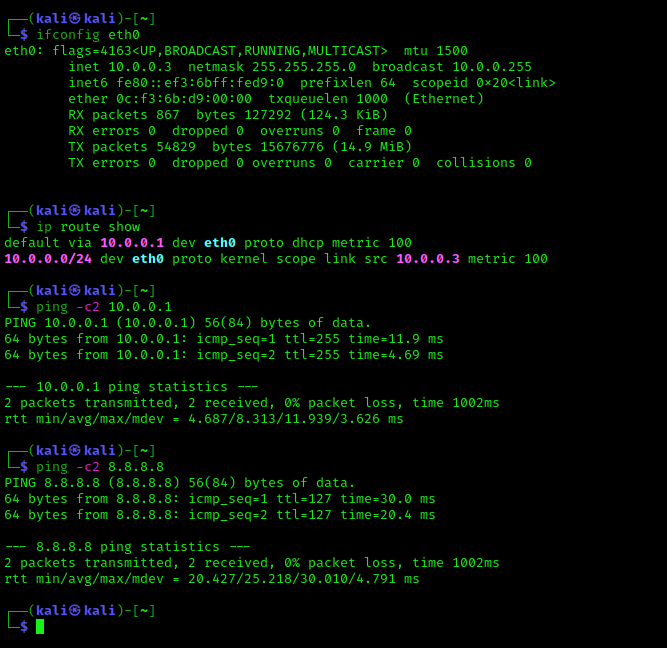 ┌──(kali㉿kali)-[~]
└─$ ifconfig eth0
eth0: flags=4163<UP,BROADCAST,RUNNING,MULTICAST>  mtu 1500
        inet 10.0.0.3  netmask 255.255.255.0  broadcast 10.0.0.255
        inet6 fe80::ef3:6bff:fed9:0  prefixlen 64  scopeid 0×20<link>
        ether 0c:f3:6b:d9:00:00  txqueuelen 1000  (Ethernet)
        RX packets 867  bytes 127292 (124.3 KiB)
        RX errors 0  dropped 0  overruns 0  frame 0
        TX packets 54829  bytes 15676776 (14.9 MiB)
        TX errors 0  dropped 0 overruns 0  carrier 0  collisions 0

┌──(kali㉿kali)-[~]
└─$ ip route show
default via 10.0.0.1 dev eth0 proto dhcp metric 100
10.0.0.0/24 dev eth0 proto kernel scope link src 10.0.0.3 metric 100

┌──(kali㉿kali)-[~]
└─$ ping -c2 10.0.0.1
PING 10.0.0.1 (10.0.0.1) 56(84) bytes of data.
64 bytes from 10.0.0.1: icmp_seq=1 ttl=255 time=11.9 ms
64 bytes from 10.0.0.1: icmp_seq=2 ttl=255 time=4.69 ms

--- 10.0.0.1 ping statistics ---
2 packets transmitted, 2 received, 0% packet loss, time 1002ms
rtt min/avg/max/mdev = 4.687/8.313/11.939/3.626 ms

┌──(kali㉿kali)-[~]
└─$ ping -c2 8.8.8.8
PING 8.8.8.8 (8.8.8.8) 56(84) bytes of data.
64 bytes from 8.8.8.8: icmp_seq=1 ttl=127 time=30.0 ms
64 bytes from 8.8.8.8: icmp_seq=2 ttl=127 time=20.4 ms

--- 8.8.8.8 ping statistics ---
2 packets transmitted, 2 received, 0% packet loss, time 1002ms
rtt min/avg/max/mdev = 20.427/25.218/30.010/4.791 ms

┌──(kali㉿kali)-[~]
└─$